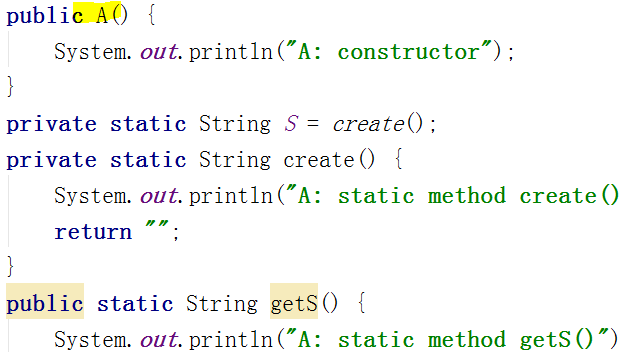 public A() {
System.out.println("A: constructor");
}
private static String S = create();
private static String create() {
System.out.println("A: static method create()
return "";
}
public static String getS() {
System.out.println("A: static method getS()")